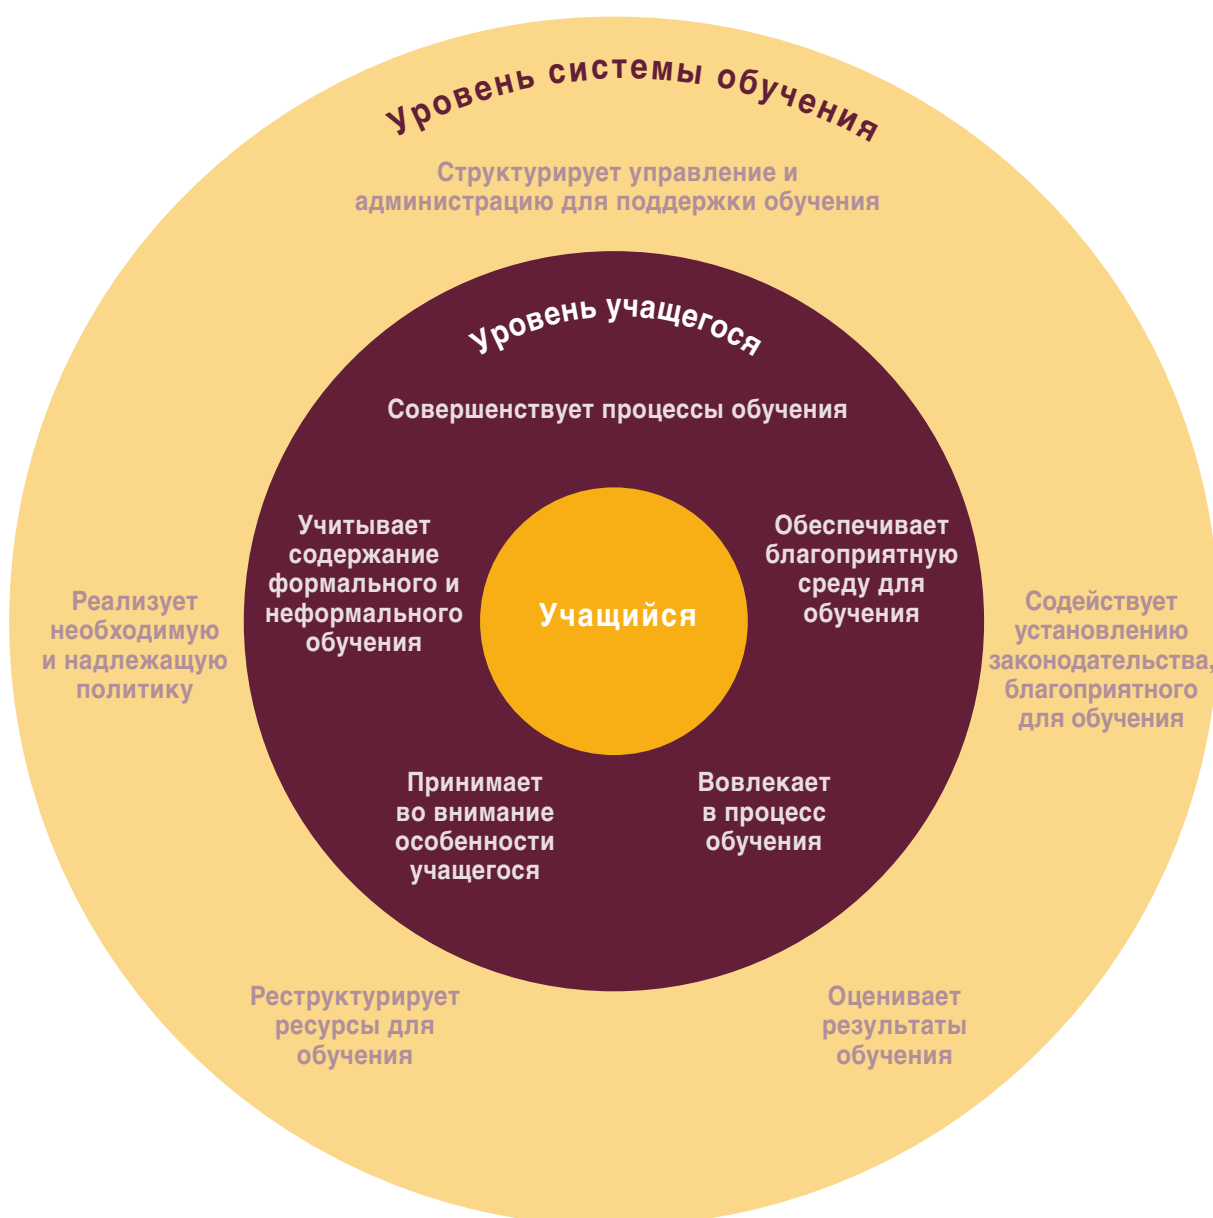 Уровень системы обучения
Структурирует управление и
администрацию для поддержки обучения
Уровень учащегося
Совершенствует процессы обучения
Учитывает
содержание
формального и
неформального
обучения
Обеспечивает
благоприятную
среду для
обучения
Учащийся
Реализует
необходимую
и надлежащую
политику
Содействует
установлению
законодательства,
благоприятного
для обучения
Принимает
во внимание
особенности
учащегося
Вовлекает
в процесс
обучения
Реструктурирует
ресурсы для
обучения
Оценивает
результаты
обучения